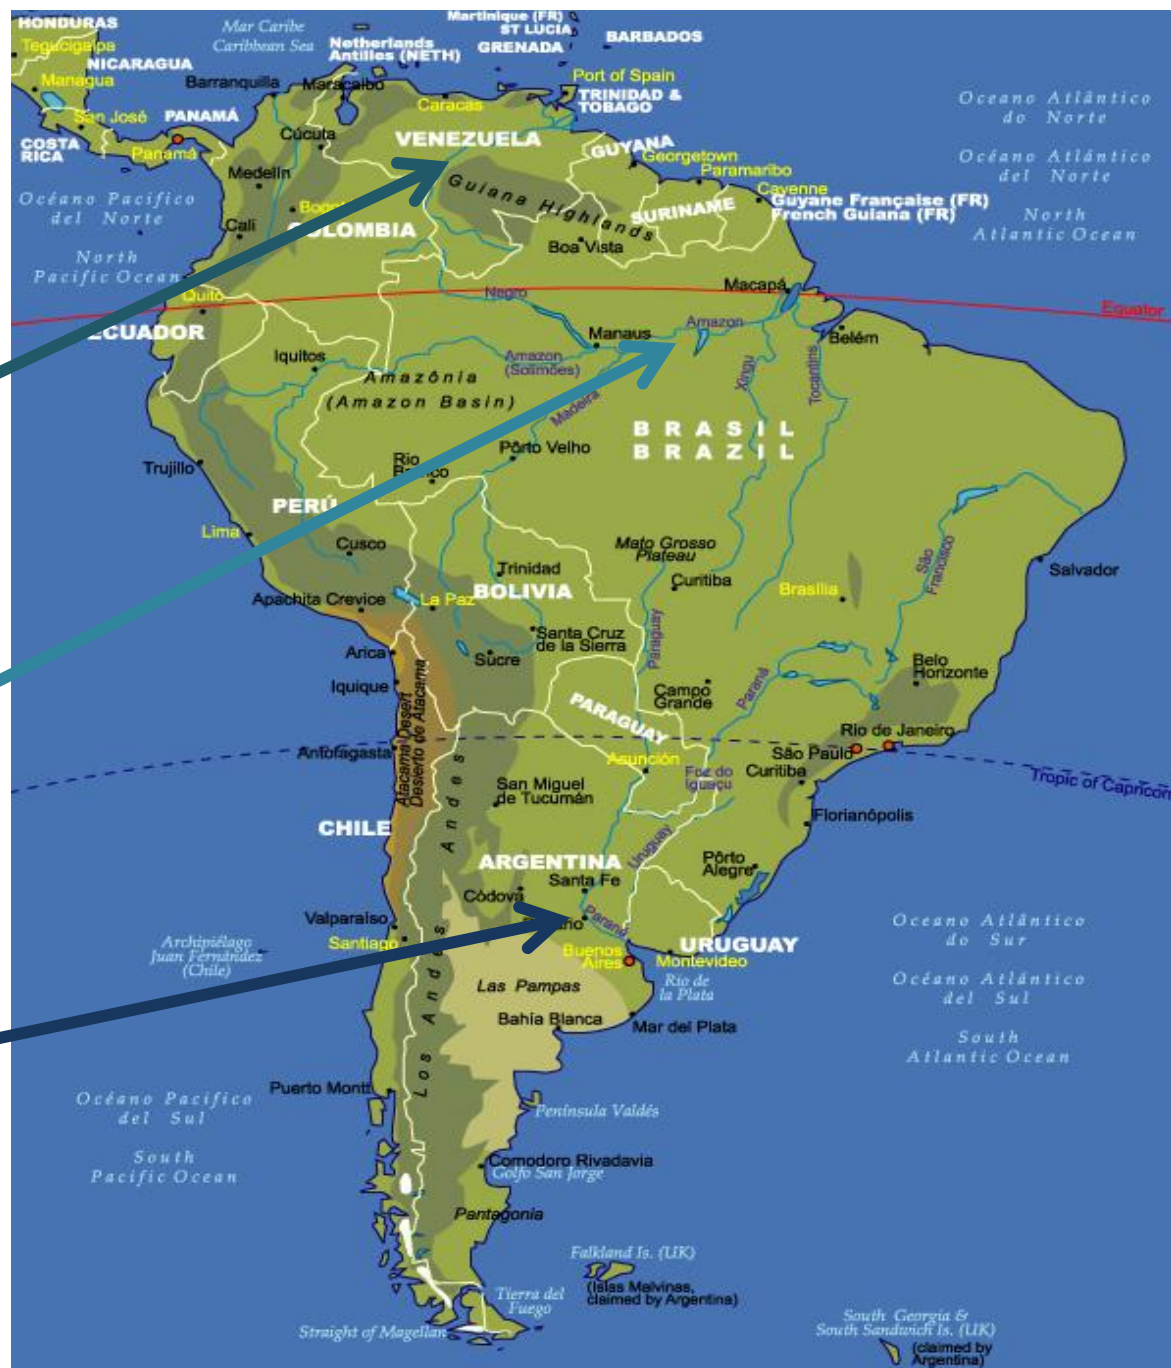 HONDURAS
Tegucigalpa
NICARAGUA
Managua
San José
COSTA
RICA
PANAMÁ
Panamá
Mar Caribe
Caribbean Sea
Netherlands
Antilles (NETH)
Martinique (FR)
ST LUCIA
GRENADA
BARBADOS
Port of Spain
TRINIDAD &
TOBAGO
Barranquilla
Maracaibo
Caracas
Cúcuta
VENEZUELA
GUYANA
Georgetown
Paramaribo
Cayenne
Guyane Française (FR)
French Guiana (FR)
SURINAME
Guiana Highlands
Boa Vista
Medelín
Cali
COLOMBIA
Oceano Atlântico
do Norte
Océano Atlántico
del Norte
North
Atlantic Ocean
Océano Pacifico
del Norte
North
Pacific Ocean
Quito
ECUADOR
Equator
Macapá
Negro
Manaus
Amazon
Belém
Iquitos
Amazon
(Solimões)
Amazônia
(Amazon Basin)
Madeira
Xingu
Tocantins
BRASIL
BRAZIL
Pôrto Velho
Rio
Trujillo
PERÚ
Lima
Cusco
Mato Grosso
Plateau
Curitiba
Brasília
São
Francisco
Salvador
Trinidad
BOLIVIA
Apachita Crevice
La Paz
Santa Cruz
de la Sierra
Sucre
Arica
Iquique
Paraguay
Campo
Grande
Paraná
Belo
Horizonte
Atacama Desert
Desierto de Atacama
Antofagasta
PARAGUAY
Asunción
Foz do
Iguaçu
São Paulo
Rio de Janeiro
Curitiba
Tropic of Capricorn
Florianópolis
San Miguel
de Tucumán
CHILE
Los Andes
Uruguay
Pôrto
Alegre
ARGENTINA
Santa Fe
Códova
Paraná
Valparaíso
Santiago
Buenos
Aires
URUGUAY
Montevideo
Rio de
la Plata
Archipiélago
Juan Fernández
(Chile)
Las Pampas
Bahía Blanca
Mar del Plata
Oceano Atlântico
do Sur
Océano Atlántico
del Sul
South
Atlantic Ocean
Puerto Montt
Océano Pacifico
del Sul
South
Pacific Ocean
Península Valdés
Comodoro Rivadavia
Golfo San Jorge
Pantagonia
Falkland Is. (UK)
(Islas Malvinas,
claimed by Argentina)
Tierra del
Fuego
Straight of Magellan
South Georgia &
South Sandwich Is. (UK)
(claimed by
Argentina)